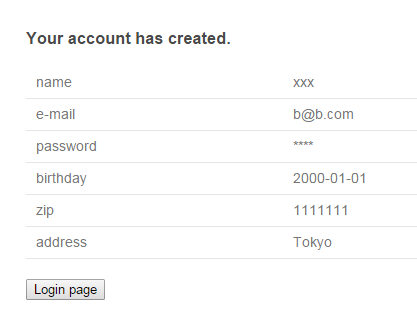 Your account has created.
name xxx
e-mail b@b.com
password ****
birthday 2000-01-01
zip 1111111
address Tokyo
Login page